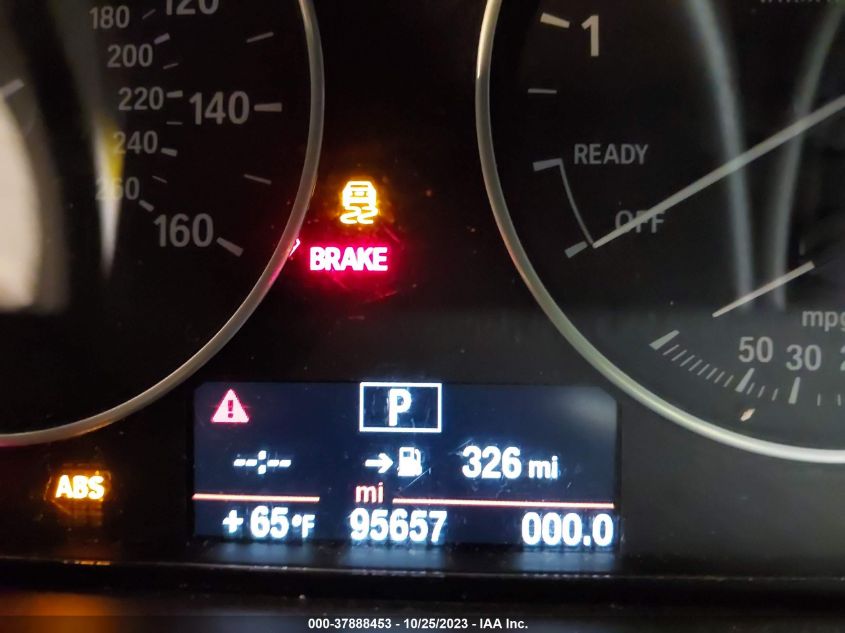 180 120
200
220 140
240
260
160
1
READY
OFF
BRAKE
mpg
50 30
P
--:-- 326 mi
ABS
mi
+65°F 95657 000.0
000-37888453 - 10/25/2023 - IAA Inc.